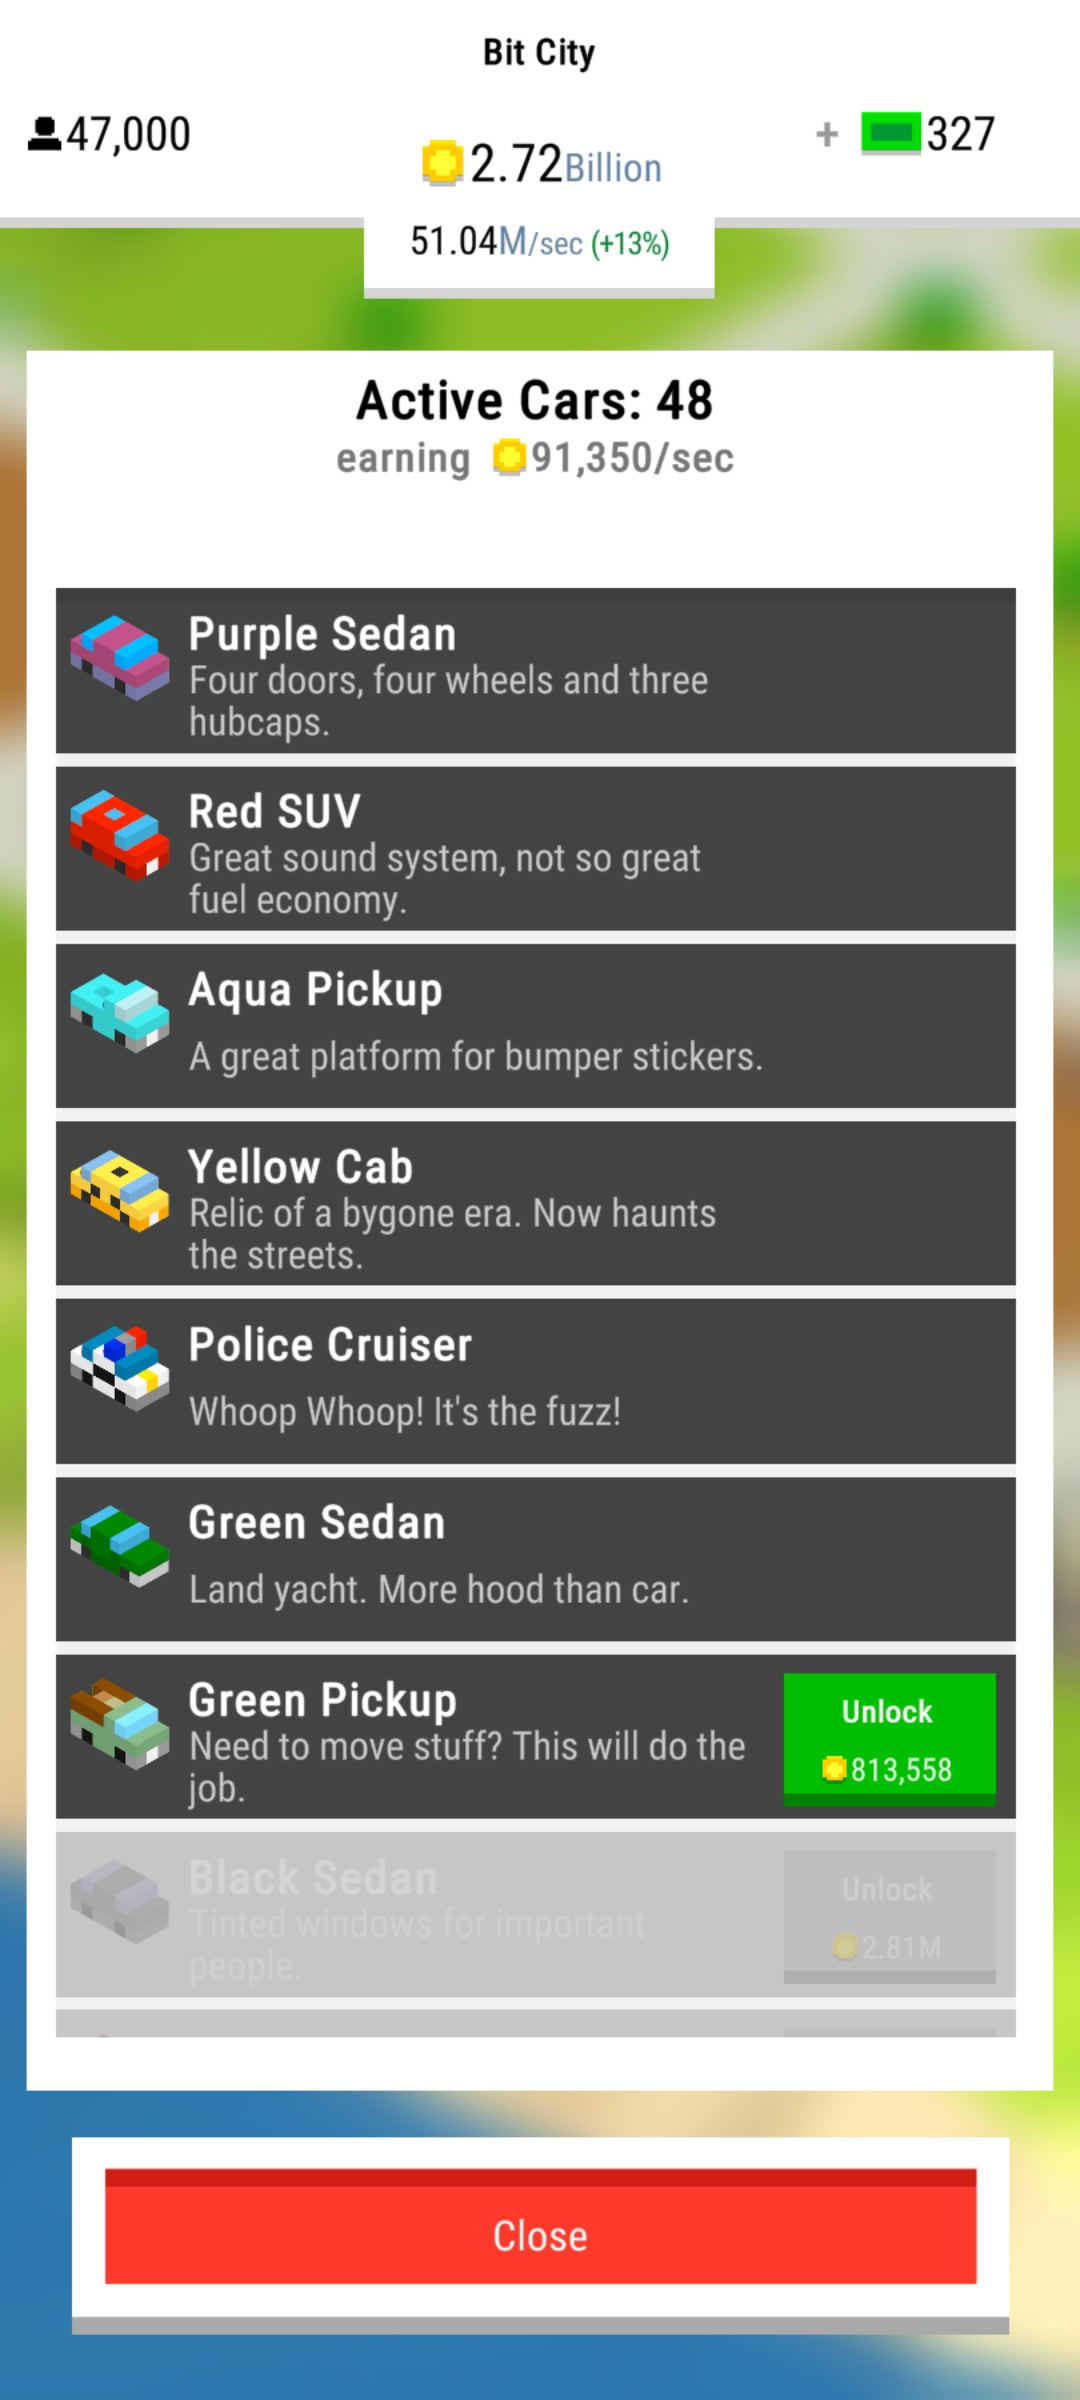 Bit City
47,000
+ 327
2.72Billion
51.04M/sec (+13%)
Active Cars: 48
earning 91,350/sec
Purple Sedan
Four doors, four wheels and three
hubcaps.
Red SUV
Great sound system, not so great
fuel economy.
Aqua Pickup
A great platform for bumper stickers.
Yellow Cab
Relic of a bygone era. Now haunts
the streets.
Police Cruiser
Whoop Whoop! It's the fuzz!
Green Sedan
Land yacht. More hood than car.
Green Pickup
Need to move stuff? This will do the
job.
Unlock
813,558
Black Sedan
Tinted windows for important
people.
Unlock
2.81M
Close